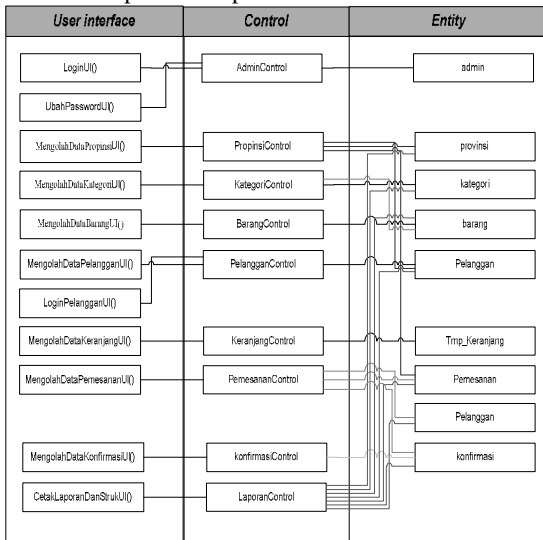 User interface Control Entity
LoginUI() AdminControl admin
UbahPasswordUI()
MengolahDataPropinsiUI() PropinsiControl provinsi
MengolahDataKategoriUI() KategoriControl kategori
MengolahDataBarangUI() BarangControl barang
MengolahDataPelangganUI() PelangganControl Pelanggan
LoginPelangganUI()
MengolahDataKeranjangUI() KeranjangControl Tmp_Keranjang
MengolahDataPemesananUI() PemesananControl Pemesanan
Pelanggan
MengolahDataKonfirmasiUI() konfirmasiControl konfirmasi
CetakLaporanDanStrukUI() LaporanControl